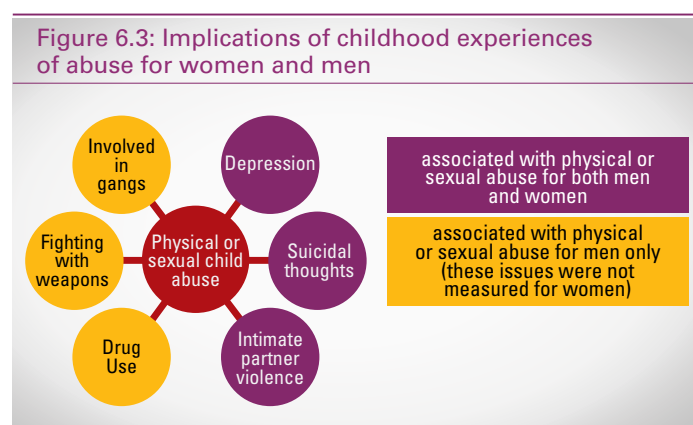 Figure 6.3: Implications of childhood experiences
of abuse for women and men
Involved
in
gangs
Depression
Fighting
with
weapons
Physical or
sexual child
abuse
Suicidal
thoughts
Drug
Use
Intimate
partner
violence
associated with physical or
sexual abuse for both men
and women
associated with physical
or sexual abuse for men only
(these issues were not
measured for women)